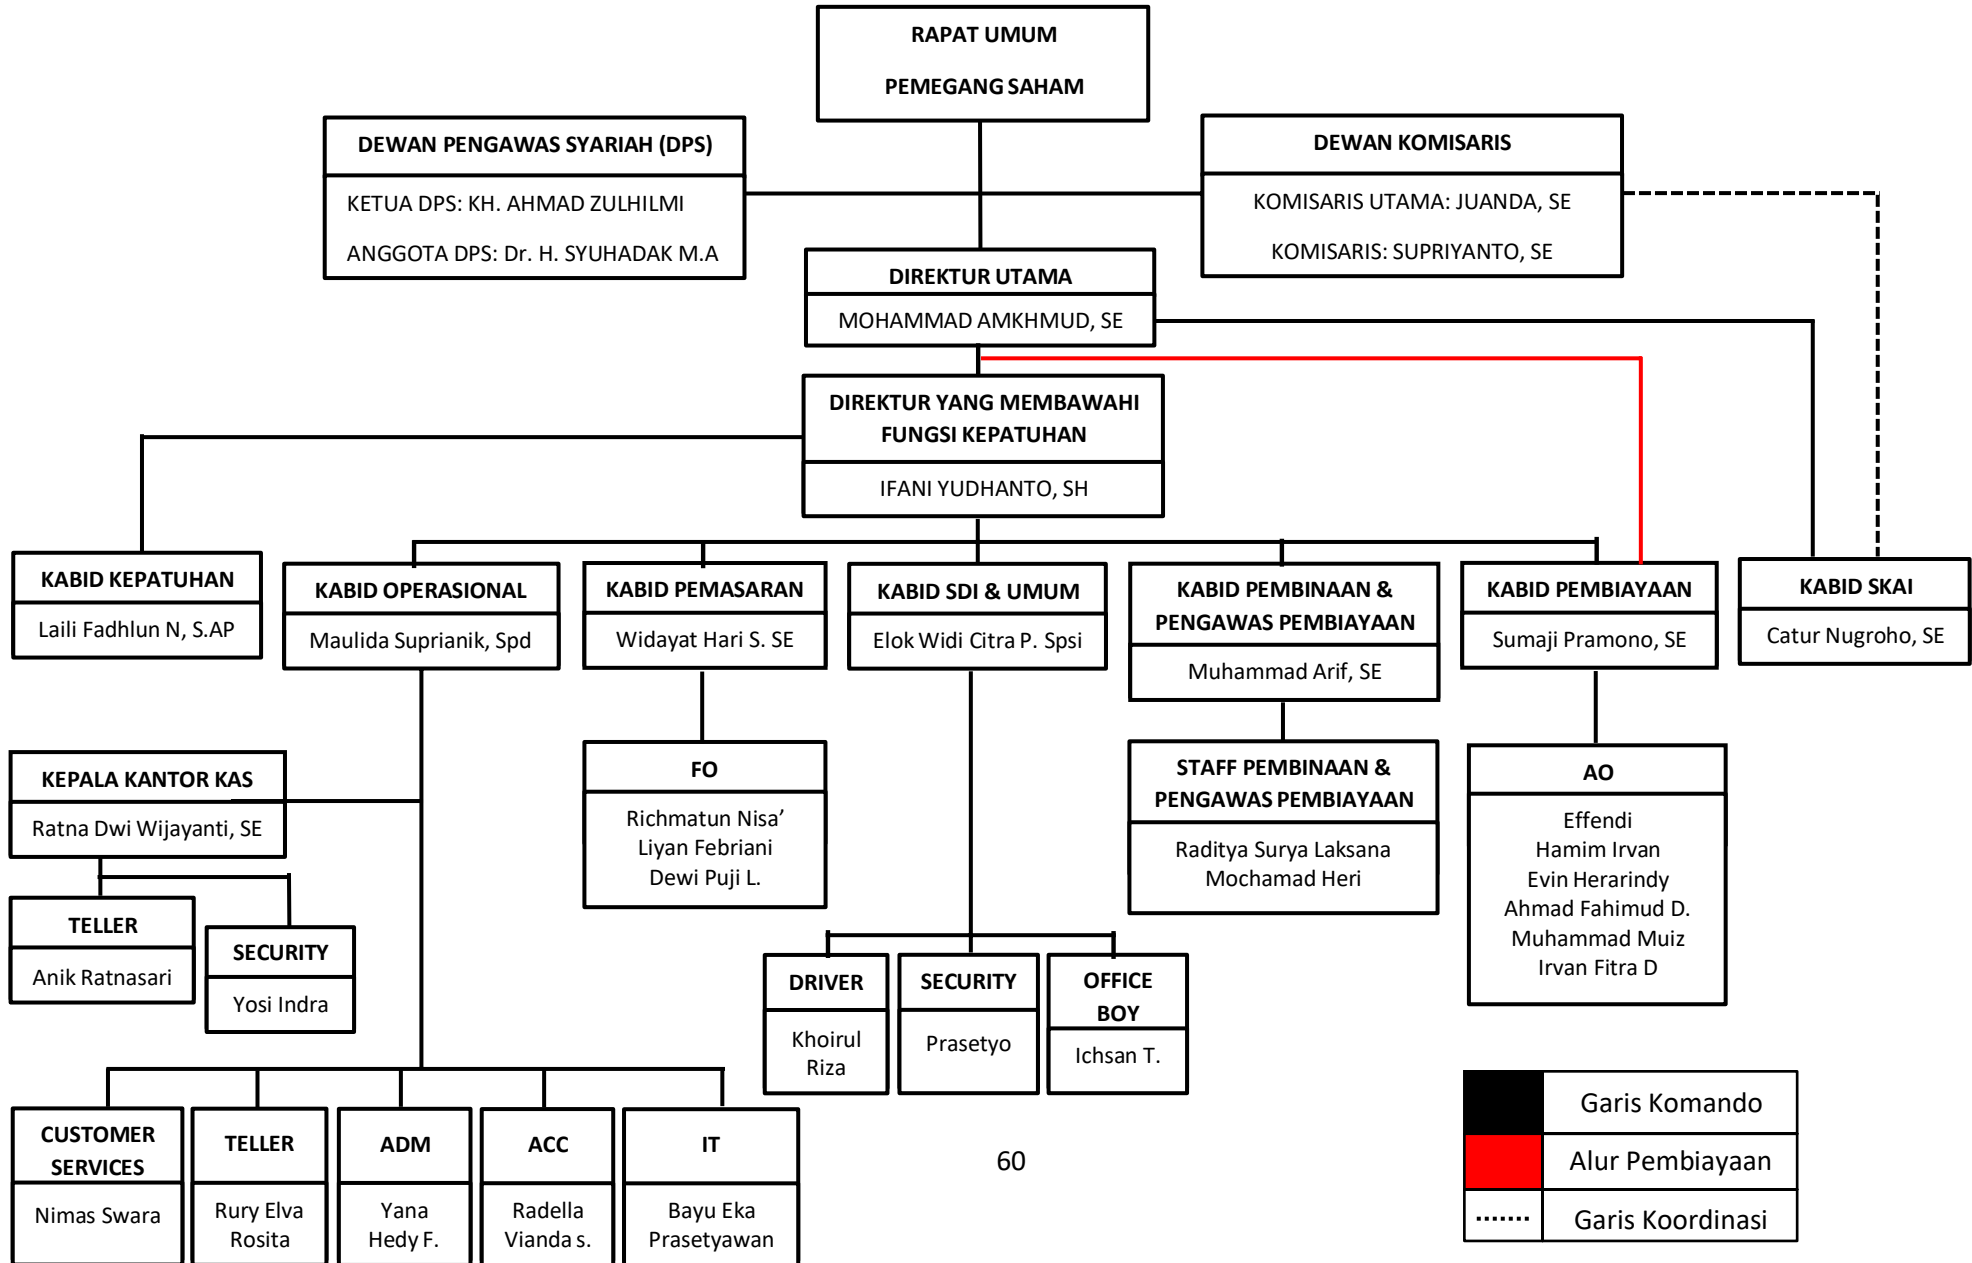 RAPAT UMUM
PEMEGANG SAHAM
DEWAN PENGAWAS SYARIAH (DPS)
KETUA DPS: KH. AHMAD ZULHILMI
ANGGOTA DPS: Dr. H. SYUHADAK M.A
DEWAN KOMISARIS
KOMISARIS UTAMA: JUANDA, SE
KOMISARIS: SUPRIYANTO, SE
DIREKTUR UTAMA
MOHAMMAD AMKHMUD, SE
DIREKTUR YANG MEMBAWAHI
FUNGSI KEPATUHAN
IFANI YUDHANTO, SH
KABID KEPATUHAN
Laili Fadhlun N, S.AP
KABID OPERASIONAL
Maulida Suprianik, Spd
KABID PEMASARAN
Widayat Hari S. SE
KABID SDI & UMUM
Elok Widi Citra P. Spsi
KABID PEMBINAAN &
PENGAWAS PEMBIAYAAN
Muhammad Arif, SE
KABID PEMBIAYAAN
Sumaji Pramono, SE
KABID SKAI
Catur Nugroho, SE
KEPALA KANTOR KAS
Ratna Dwi Wijayanti, SE
FO
Richmatun Nisa’
Liyan Febriani
Dewi Puji L.
STAFF PEMBINAAN &
PENGAWAS PEMBIAYAAN
Raditya Surya Laksana
Mochamad Heri
AO
Effendi
Hamim Irvan
Evin Herarindy
Ahmad Fahimud D.
Muhammad Muiz
Irvan Fitra D
TELLER
Anik Ratnasari
SECURITY
Yosi Indra
DRIVER
Khoirul
Riza
SECURITY
Prasetyo
OFFICE
BOY
Ichsan T.
CUSTOMER
SERVICES
Nimas Swara
TELLER
Rury Elva
Rosita
ADM
Yana
Hedy F.
ACC
Radella
Vianda s.
IT
Bayu Eka
Prasetyawan
60
Garis Komando
Alur Pembiayaan
Garis Koordinasi